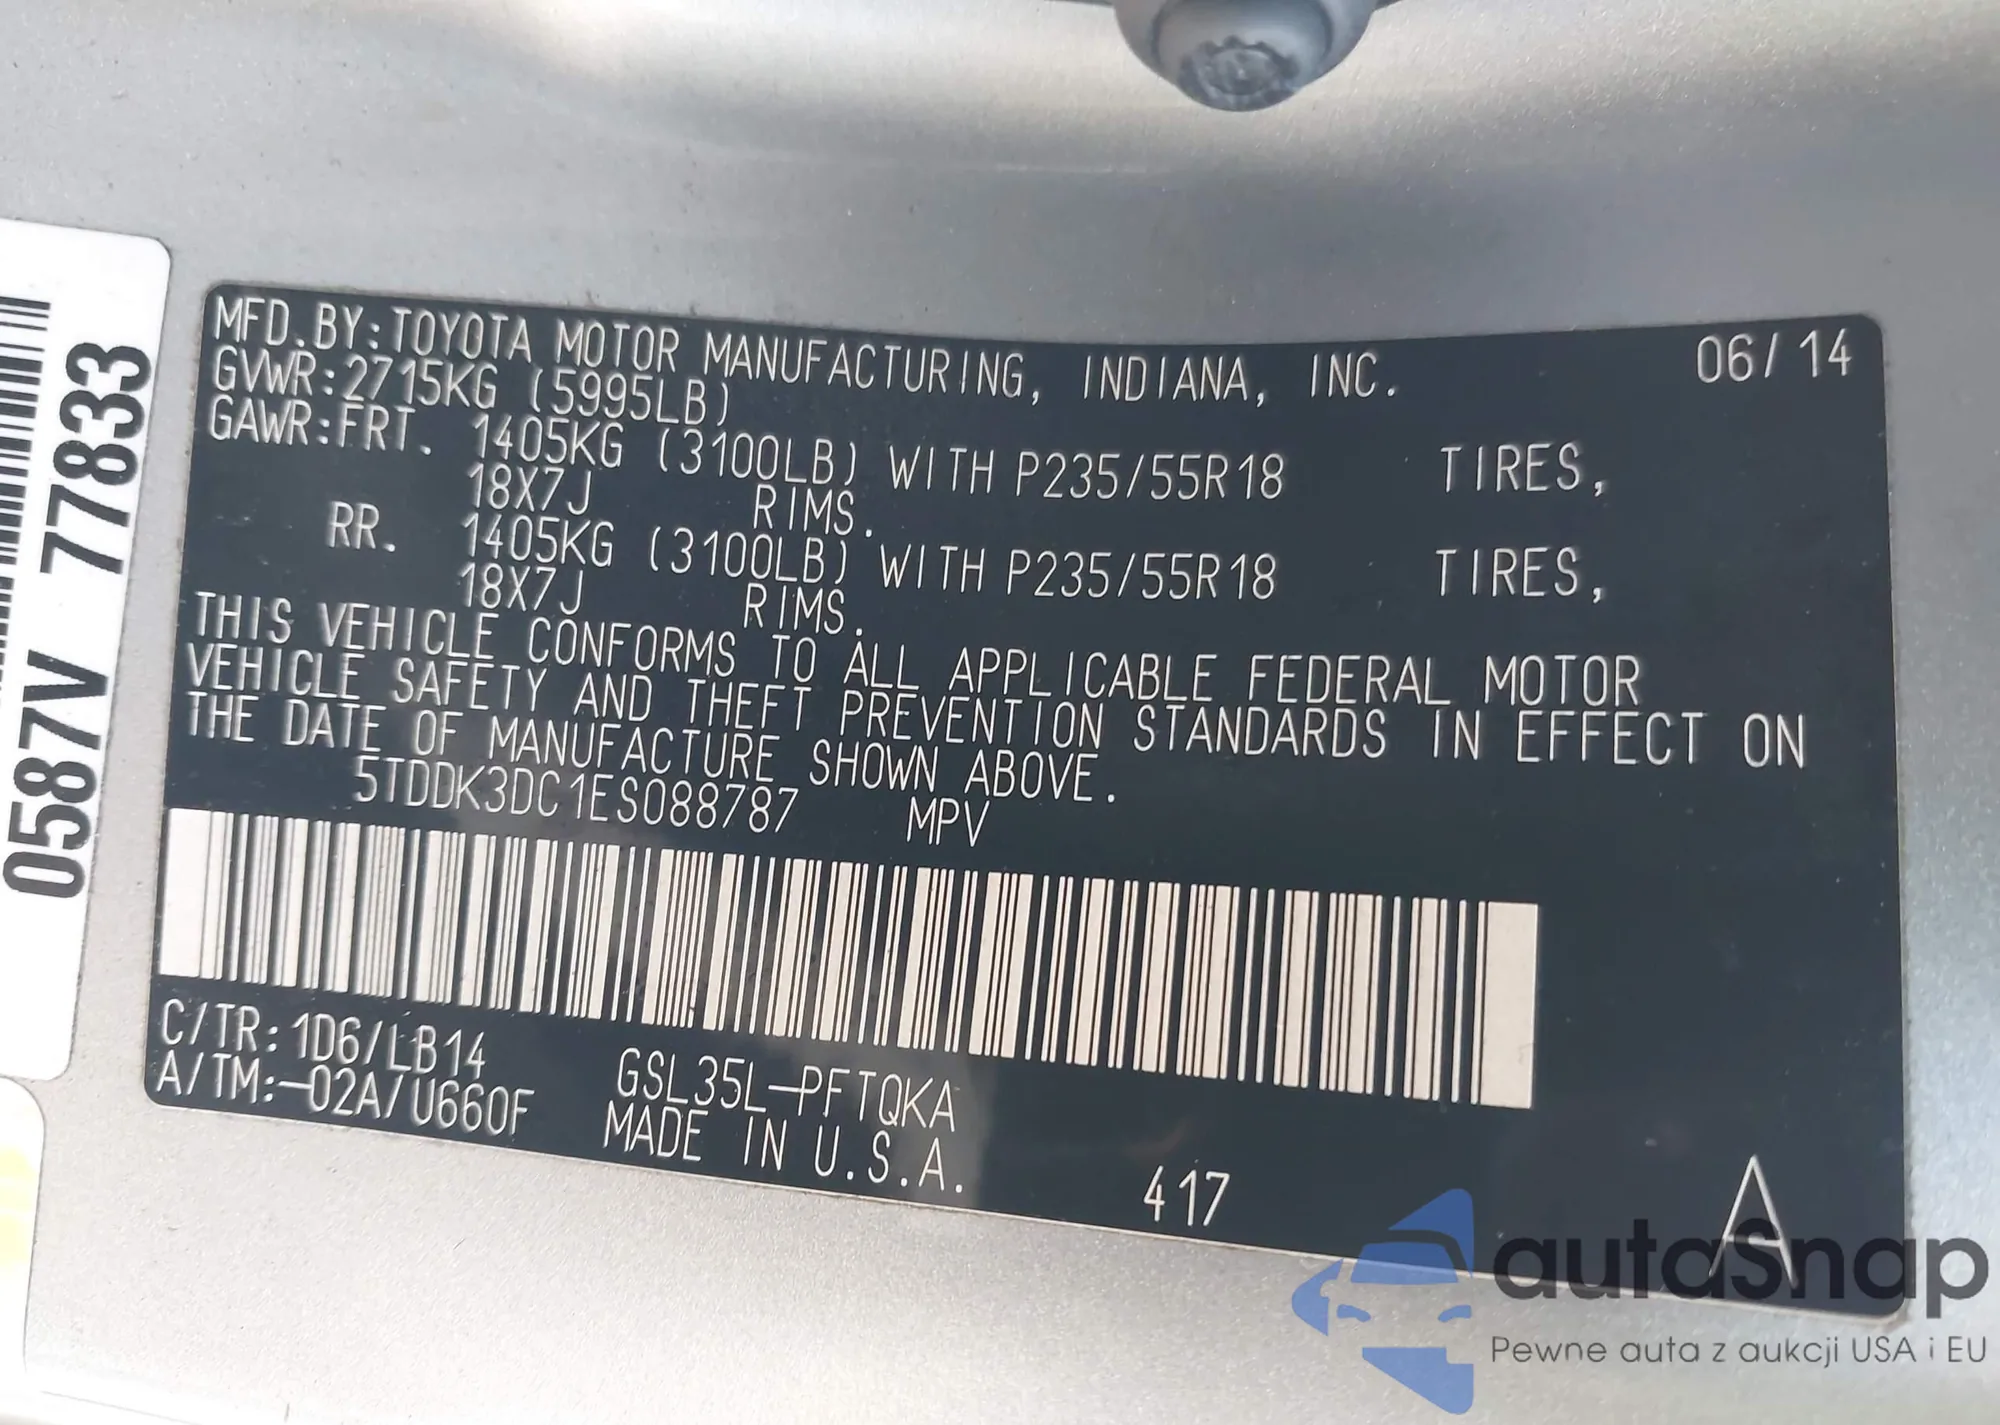 MFD.BY:TOYOTA MOTOR MANUFACTURING, INDIANA, INC. 06/14
GVWR:2715KG (5995LB)
GAWR:FRT. 1405KG (3100LB) WITH P235/55R18 TIRES,
18X7J RIMS.
RR. 1405KG (3100LB) WITH P235/55R18 TIRES,
18X7J RIMS.
THIS VEHICLE CONFORMS TO ALL APPLICABLE FEDERAL MOTOR
VEHICLE SAFETY AND THEFT PREVENTION STANDARDS IN EFFECT ON
THE DATE OF MANUFACTURE SHOWN ABOVE.
5TDDK3DC1ES088787 MPV
C/TR:1D6/LB14
A/TM:-02A/U660F
GSL35L-PFTQKA
MADE IN U.S.A.
417
A
0587V 77833
autaSnap
Pewne auta z aukcji USA i EU